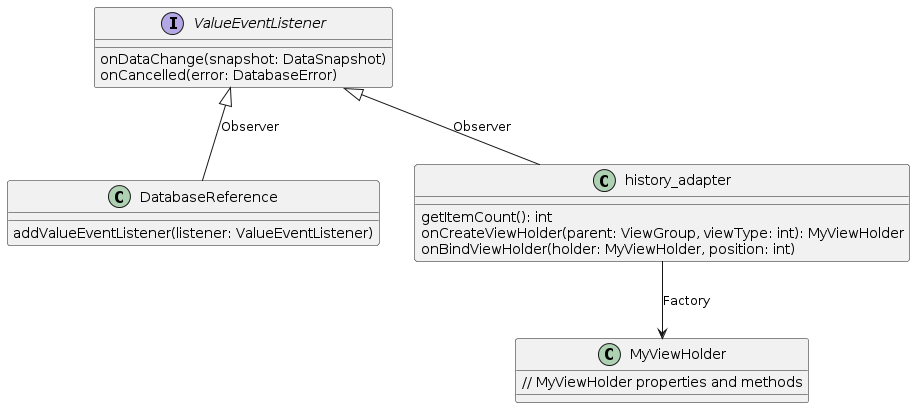 I ValueEventListener
onDataChange(snapshot: DataSnapshot)
onCancelled(error: DatabaseError)
Observer
Observer
C DatabaseReference
addValueEventListener(listener: ValueEventListener)
C history_adapter
getItemCount(): int
onCreateViewHolder(parent: ViewGroup, viewType: int): MyViewHolder
onBindViewHolder(holder: MyViewHolder, position: int)
Factory
C MyViewHolder
// MyViewHolder properties and methods